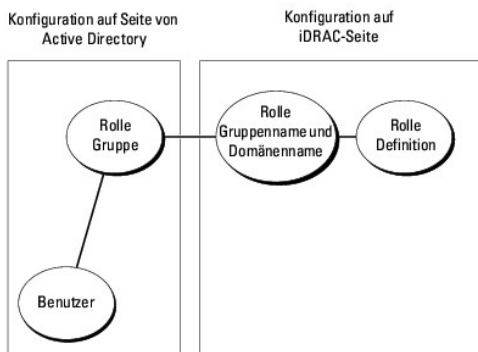 Konfiguration auf Seite von
Active Directory
Konfiguration auf
iDRAC-Seite
Rolle
Gruppe
Rolle
Gruppenname und
Domänenname
Rolle
Definition
Benutzer